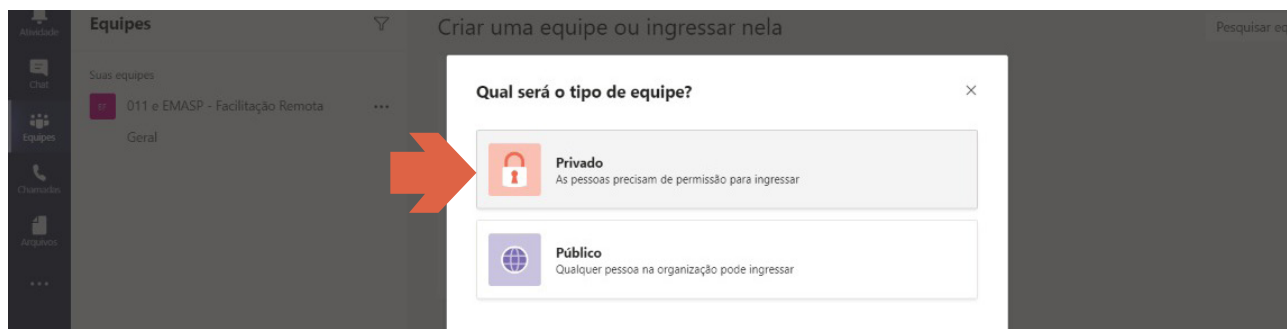 Atividade
Chat
Equipes
Chamadas
Arquivos
Equipes
Suas equipes
EF
011 e EMASP - Facilitação Remota
Geral
Criar uma equipe ou ingressar nela
Pesquisar
Qual será o tipo de equipe?
Privado
As pessoas precisam de permissão para ingressar
Público
Qualquer pessoa na organização pode ingressar